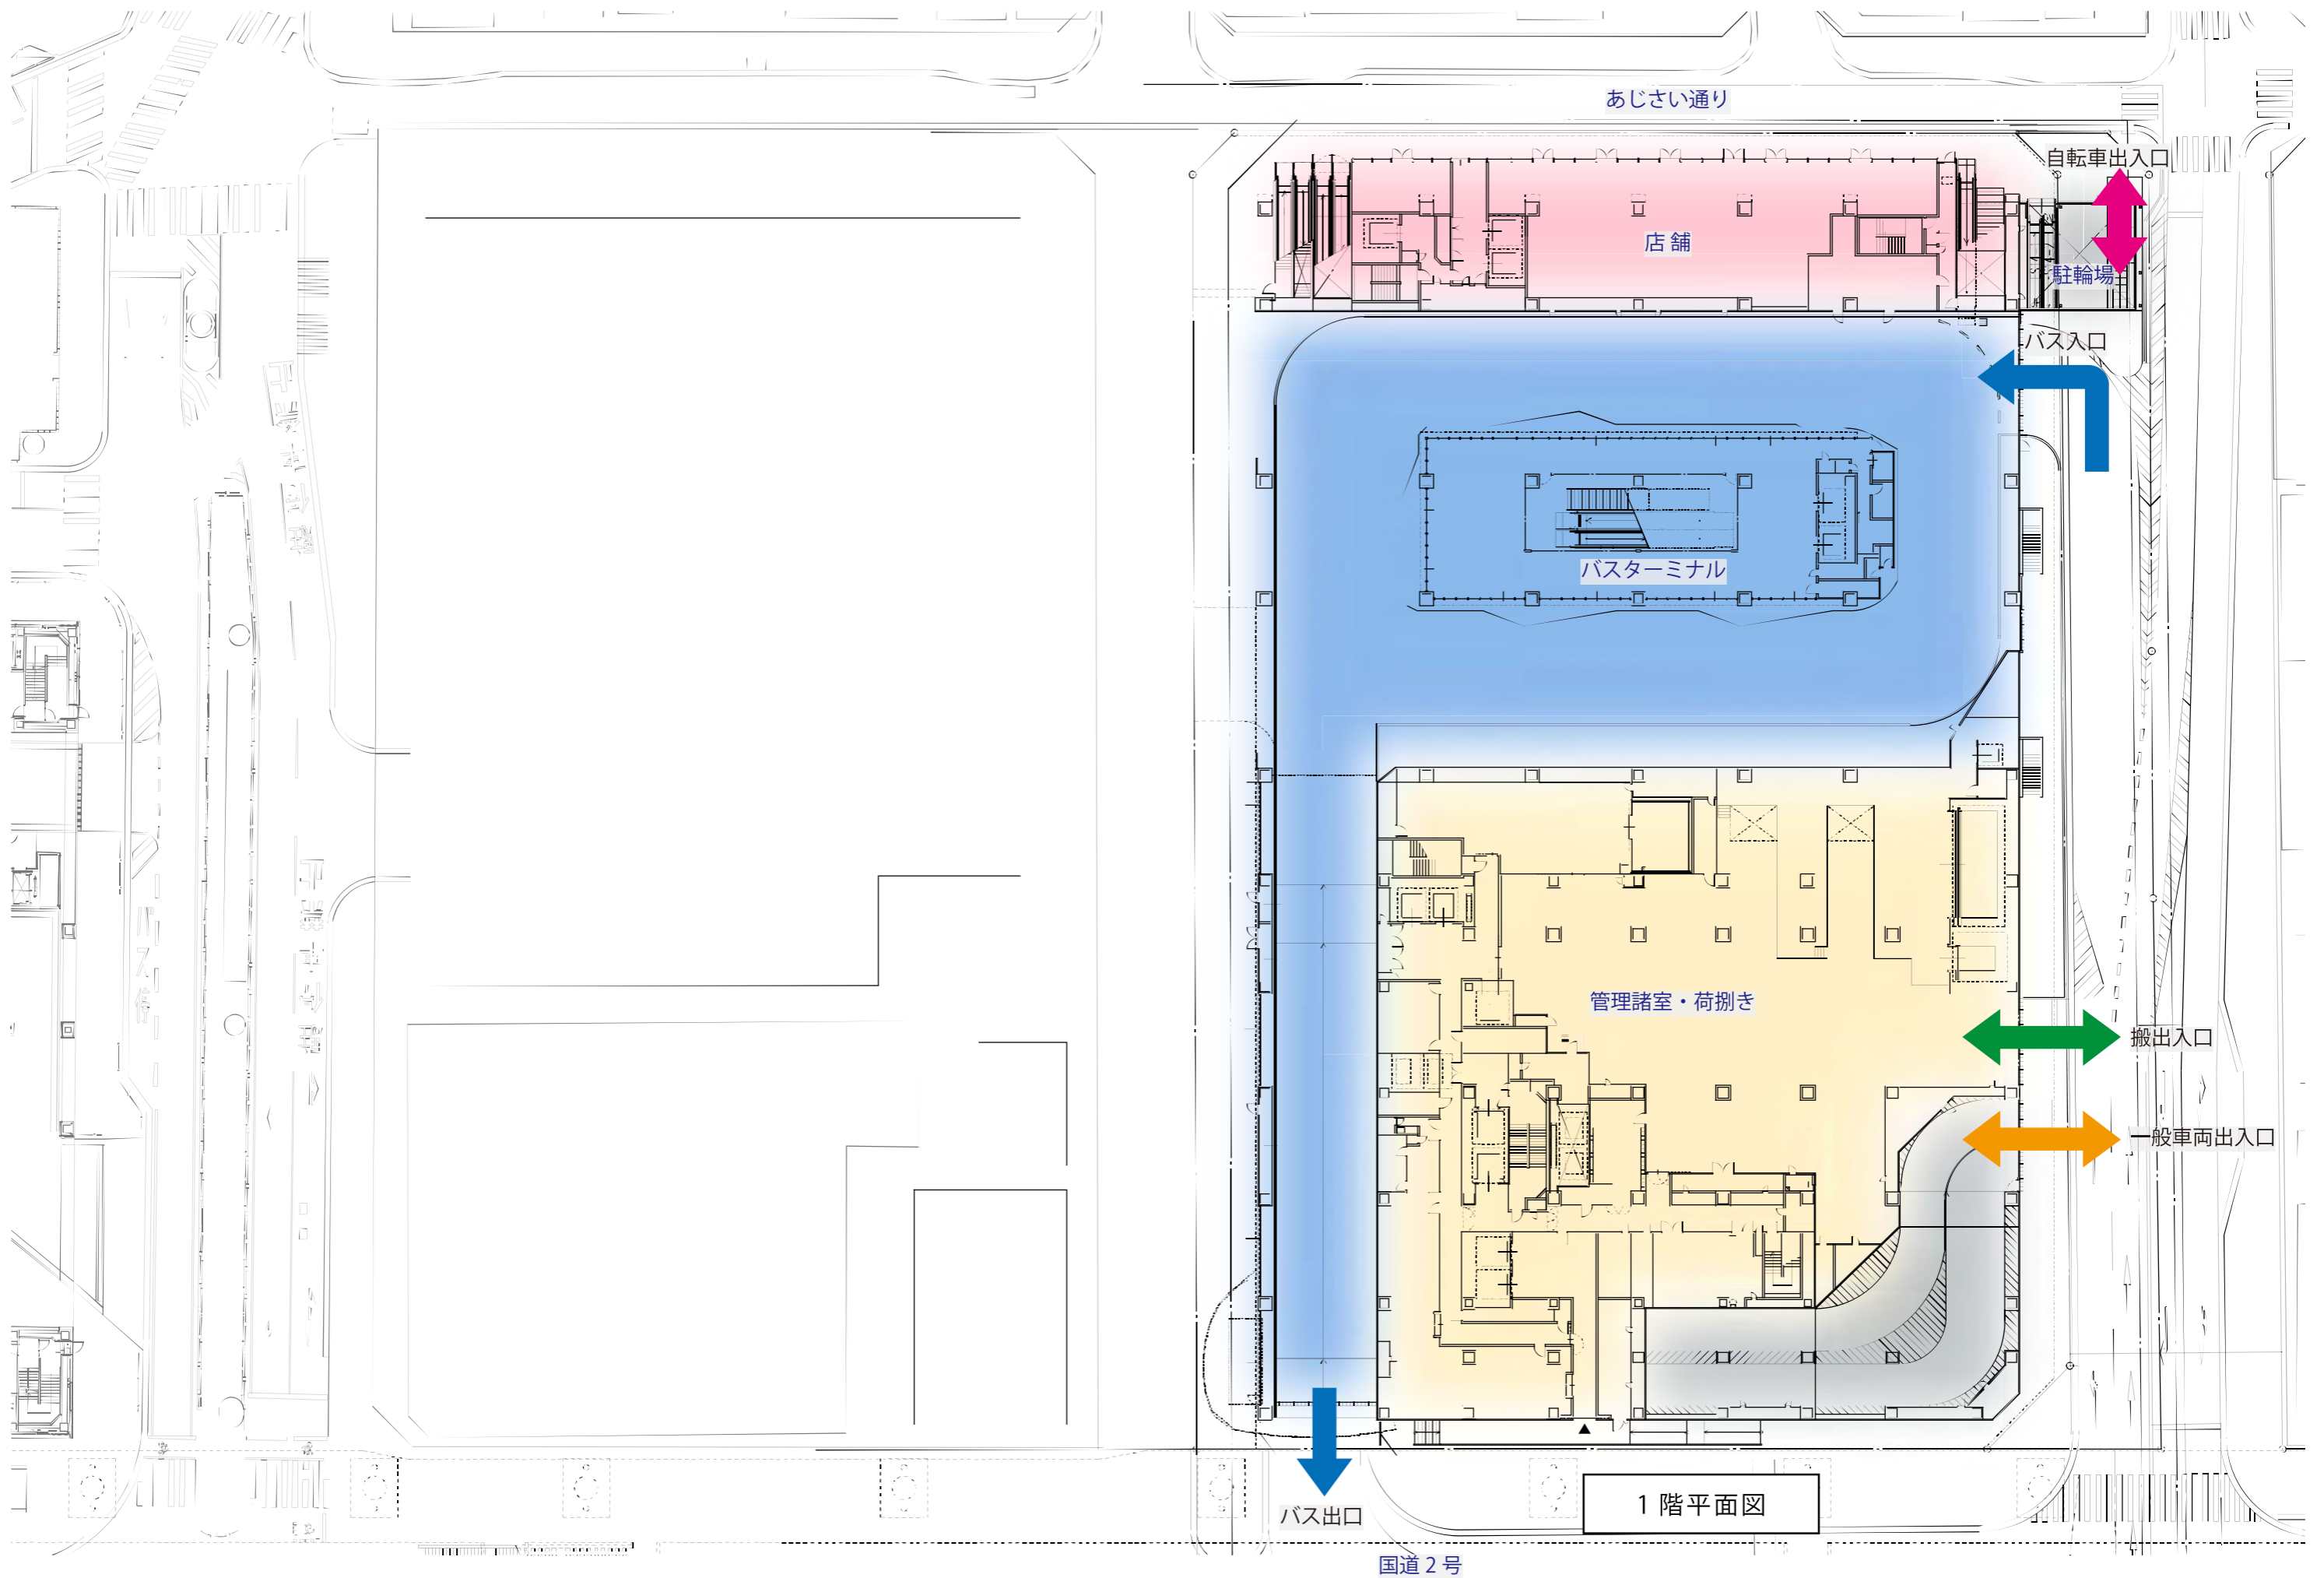 あじさい通り
自転車出入口
店舗
駐輪場
バス入口
バスターミナル
管理諸室・荷捌き
搬出入口
一般車両出入口
1階平面図
バス出口
国道2号